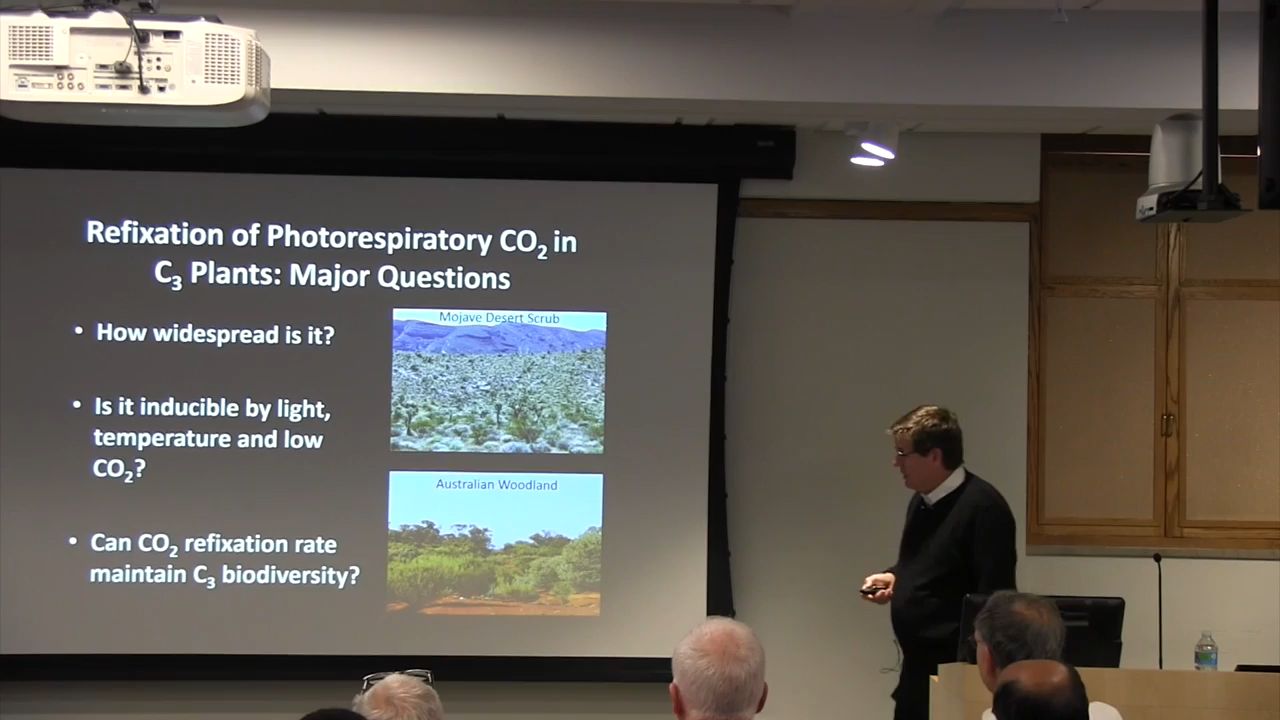 Refixation of Photorespiratory CO₂ in
C₃ Plants: Major Questions
• How widespread is it?
• Is it inducible by light,
temperature and low
CO₂?
• Can CO₂ refixation rate
maintain C₃ biodiversity?
Mojave Desert Scrub
Australian Woodland